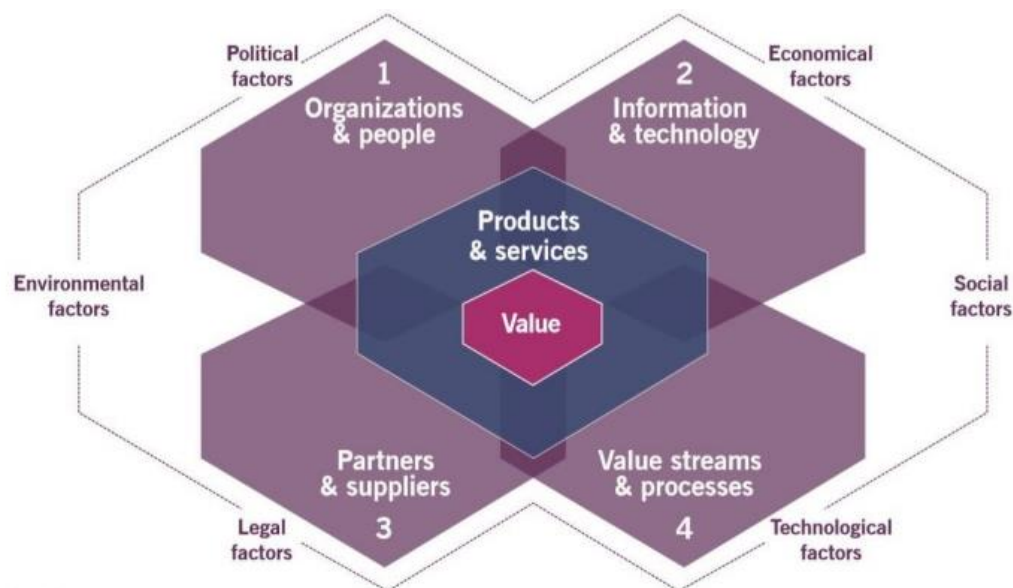 Political
factors
Economical
factors
1
Organizations
& people
2
Information
& technology
Products
& services
Environmental
factors
Value
Social
factors
Partners
& suppliers
3
Value streams
& processes
4
Legal
factors
Technological
factors